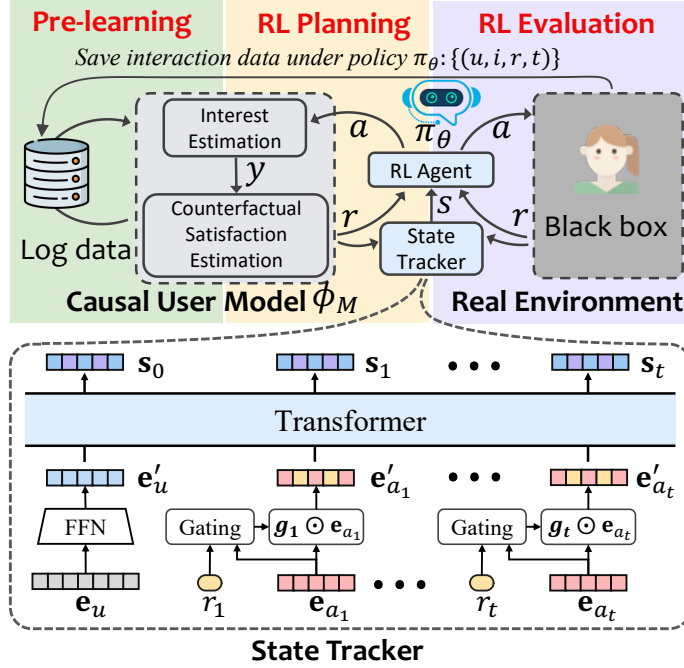 Pre-learning RL Planning RL Evaluation
Save interaction data under policy π_θ: {(u, i, r, t)}
Interest
Estimation
a
π_θ
a
y
RL Agent
Counterfactual
Satisfaction
Estimation
r
s
r
State
Tracker
Log data
Black box
Causal User Model ϕ_M
Real Environment
s_0 s_1 s_t
Transformer
e′_u e′_{a_1} e′_{a_t}
FFN Gating g_1 ⊙ e_{a_1} Gating g_t ⊙ e_{a_t}
e_u r_1 e_{a_1} r_t e_{a_t}
State Tracker